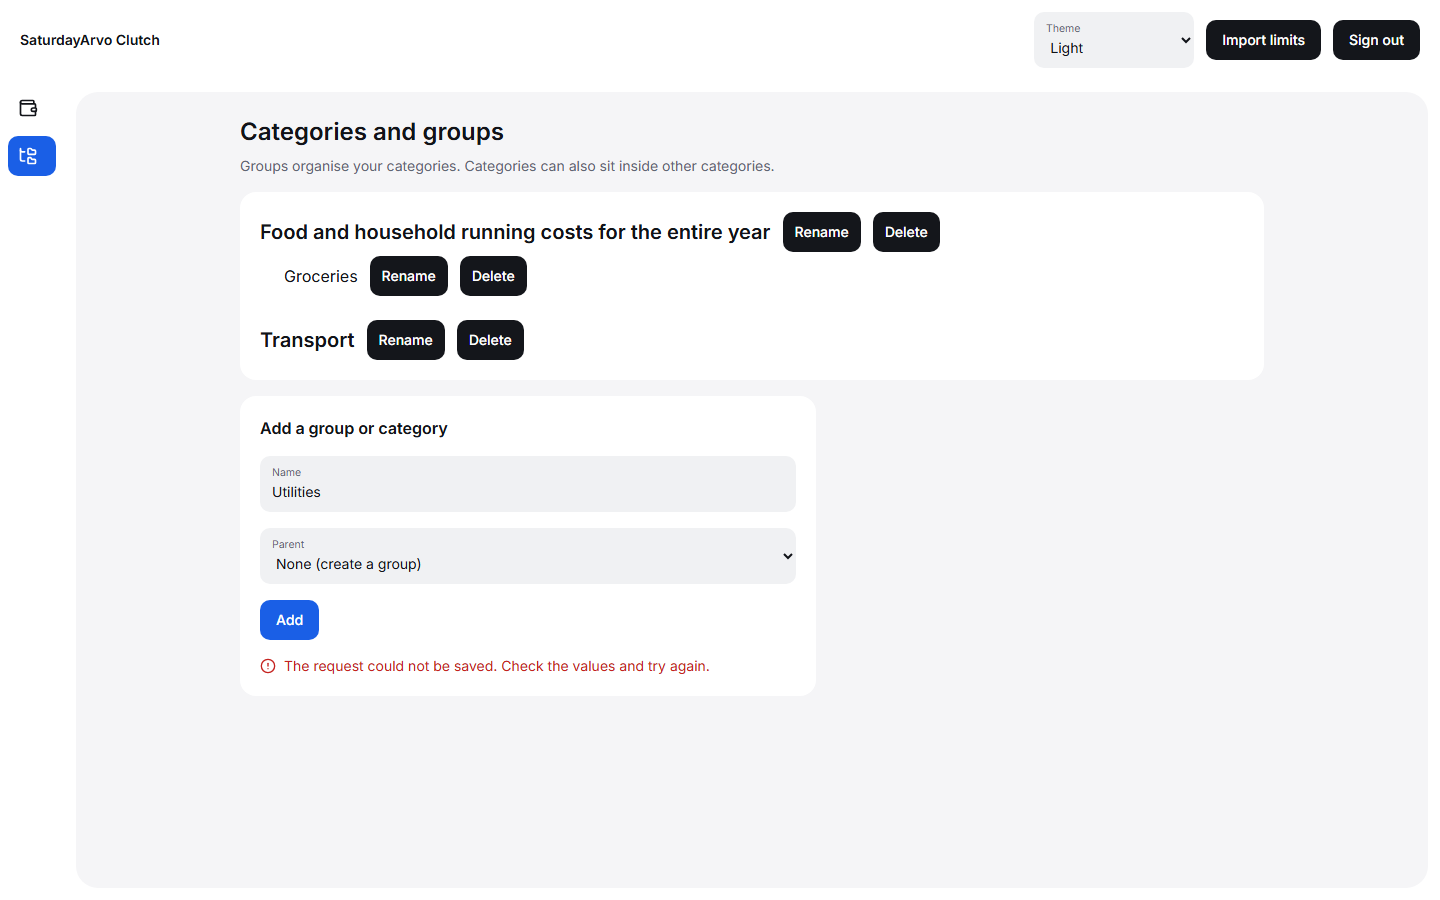 SaturdayArvo Clutch
Theme
Light
Import limits
Sign out
Categories and groups
Groups organise your categories. Categories can also sit inside other categories.
Food and household running costs for the entire year
Rename
Delete
Groceries
Rename
Delete
Transport
Rename
Delete
Add a group or category
Name
Utilities
Parent
None (create a group)
Add
The request could not be saved. Check the values and try again.